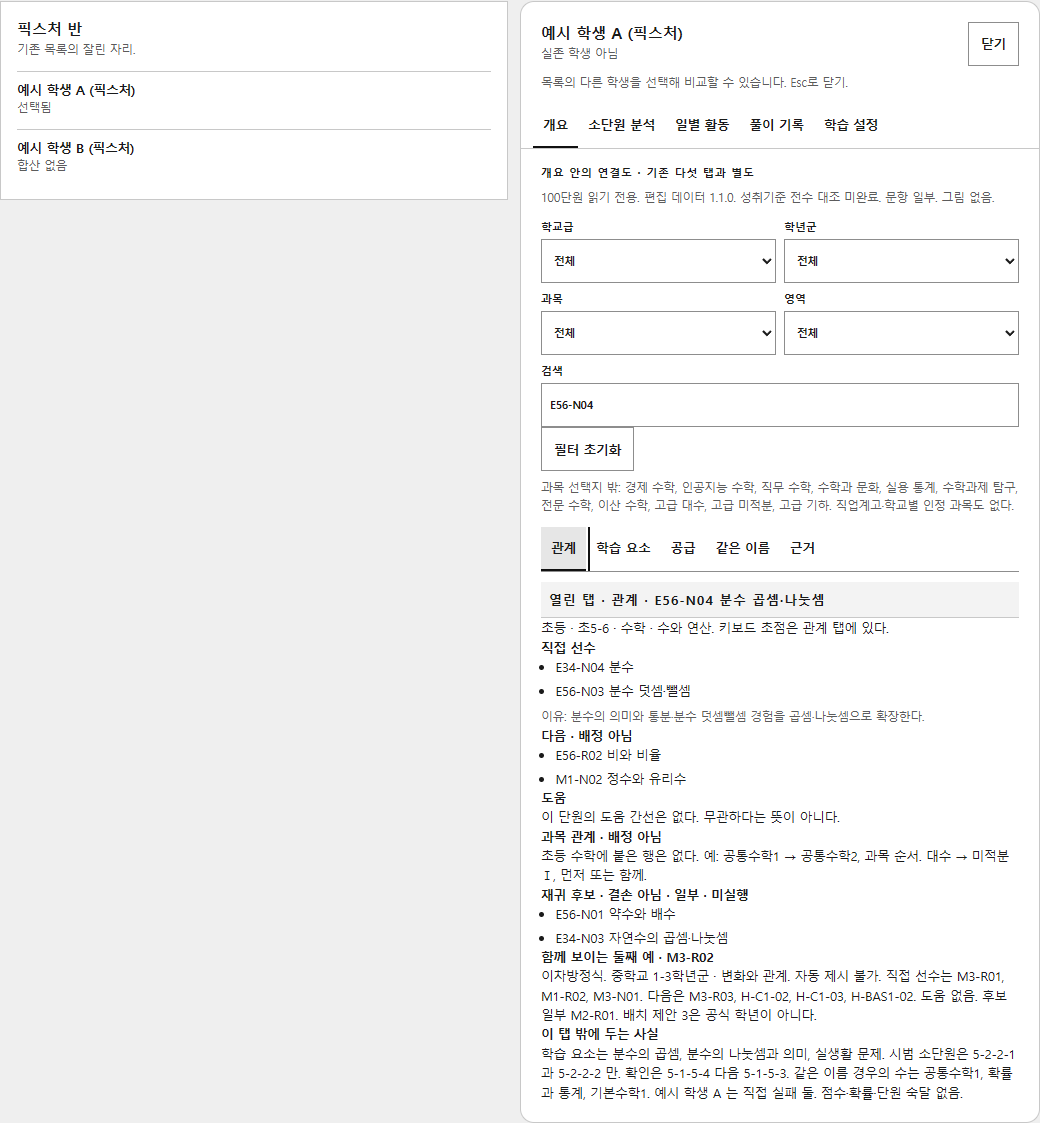 픽스처 반
기존 목록의 잘린 자리.
예시 학생 A (픽스처)
선택됨
예시 학생 B (픽스처)
합산 없음
예시 학생 A (픽스처)
실존 학생 아님
닫기
목록의 다른 학생을 선택해 비교할 수 있습니다. Esc로 닫기.
개요 소단원 분석 일별 활동 풀이 기록 학습 설정
개요 안의 연결도 · 기존 다섯 탭과 별도
100단원 읽기 전용. 편집 데이터 1.1.0. 성취기준 전수 대조 미완료. 문항 일부. 그림 없음.
학교급 학년군
전체 전체
과목 영역
전체 전체
검색
E56-N04
필터 초기화
과목 선택지 밖: 경제 수학, 인공지능 수학, 직무 수학, 수학과 문화, 실용 통계, 수학과제 탐구,
전문 수학, 이산 수학, 고급 대수, 고급 미적분, 고급 기하. 직업계고·학교별 인정 과목도 없다.
관계 학습 요소 공급 같은 이름 근거
열린 탭 · 관계 · E56-N04 분수 곱셈·나눗셈
초등 · 초5-6 · 수학 · 수와 연산. 키보드 초점은 관계 탭에 있다.
직접 선수
• E34-N04 분수
• E56-N03 분수 덧셈·뺄셈
이유: 분수의 의미와 통분·분수 덧셈뺄셈 경험을 곱셈·나눗셈으로 확장한다.
다음 · 배정 아님
• E56-R02 비와 비율
• M1-N02 정수와 유리수
도움
이 단원의 도움 간선은 없다. 무관하다는 뜻이 아니다.
과목 관계 · 배정 아님
초등 수학에 붙은 행은 없다. 예: 공통수학1 → 공통수학2, 과목 순서. 대수 → 미적분
Ⅰ, 먼저 또는 함께.
재귀 후보 · 결손 아님 · 일부 · 미실행
• E56-N01 약수와 배수
• E34-N03 자연수의 곱셈·나눗셈
함께 보이는 둘째 예 · M3-R02
이차방정식. 중학교 1-3학년군 · 변화와 관계. 자동 제시 불가. 직접 선수는 M3-R01,
M1-R02, M3-N01. 다음은 M3-R03, H-C1-02, H-C1-03, H-BAS1-02. 도움 없음. 후보
일부 M2-R01. 배치 제안 3은 공식 학년이 아니다.
이 탭 밖에 두는 사실
학습 요소는 분수의 곱셈, 분수의 나눗셈과 의미, 실생활 문제. 시범 소단원은 5-2-2-1
과 5-2-2-2 만. 확인은 5-1-5-4 다음 5-1-5-3. 같은 이름 경우의 수는 공통수학1, 확률
과 통계, 기본수학1. 예시 학생 A 는 직접 실패 둘. 점수·확률·단원 숙달 없음.